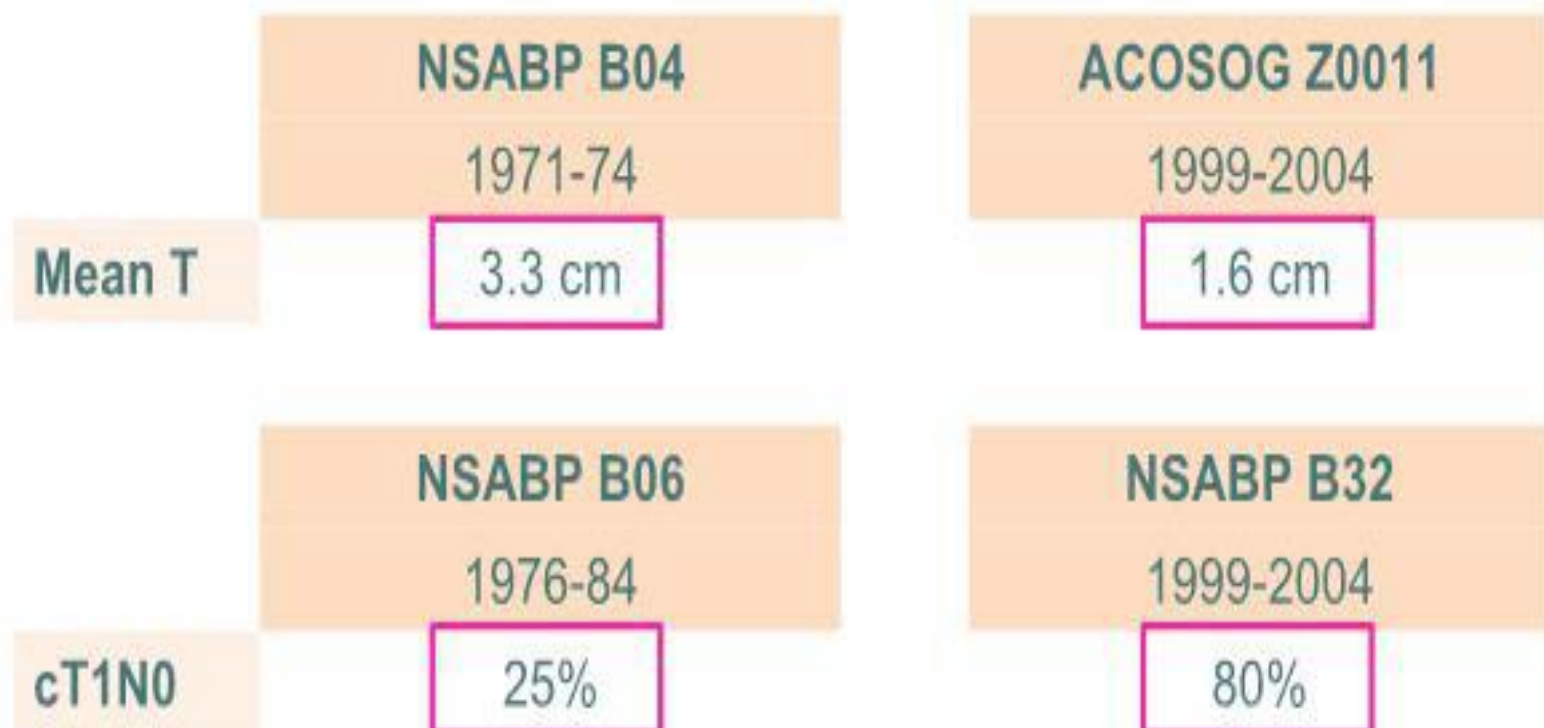 NSABP B04 ACOSOG Z0011
1971-74 1999-2004
Mean T 3.3 cm 1.6 cm
NSABP B06 NSABP B32
1976-84 1999-2004
cT1N0 25% 80%